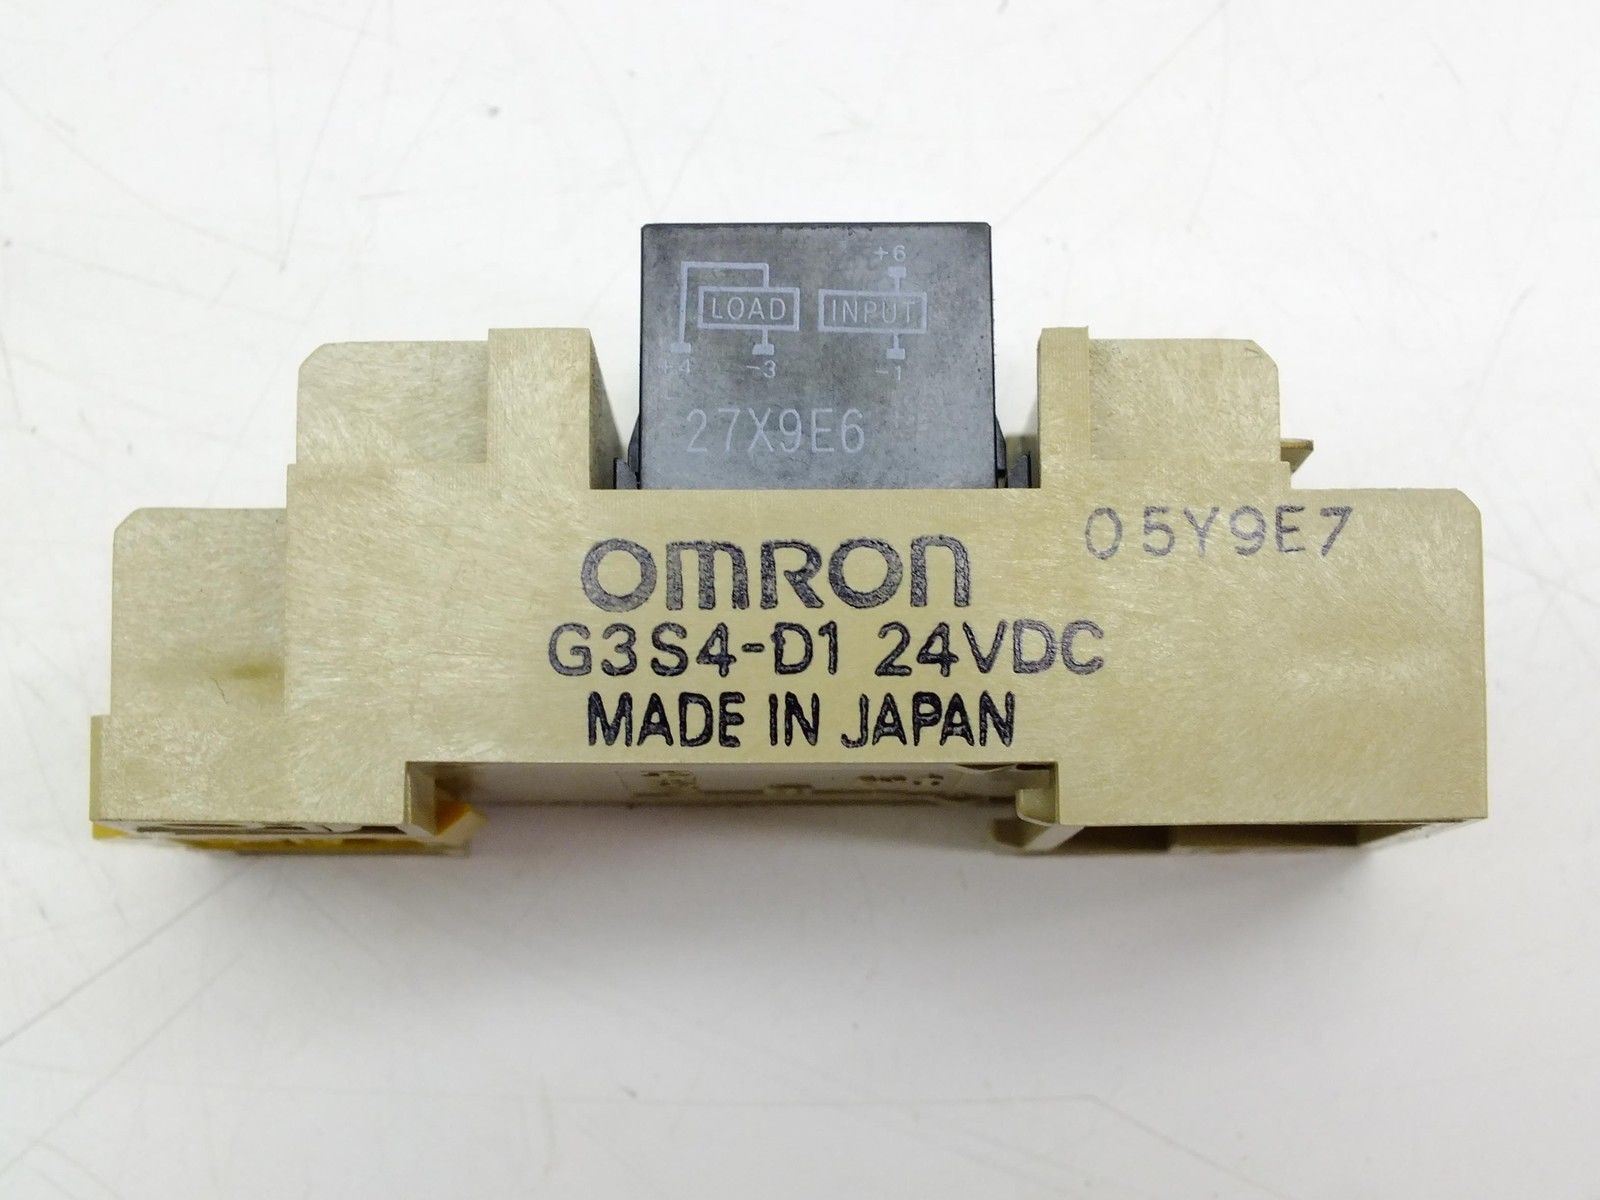 +6
LOAD INPUT
+4 -3 -1
27X9E6
05Y9E7
omron
G3S4-D1 24VDC
MADE IN JAPAN